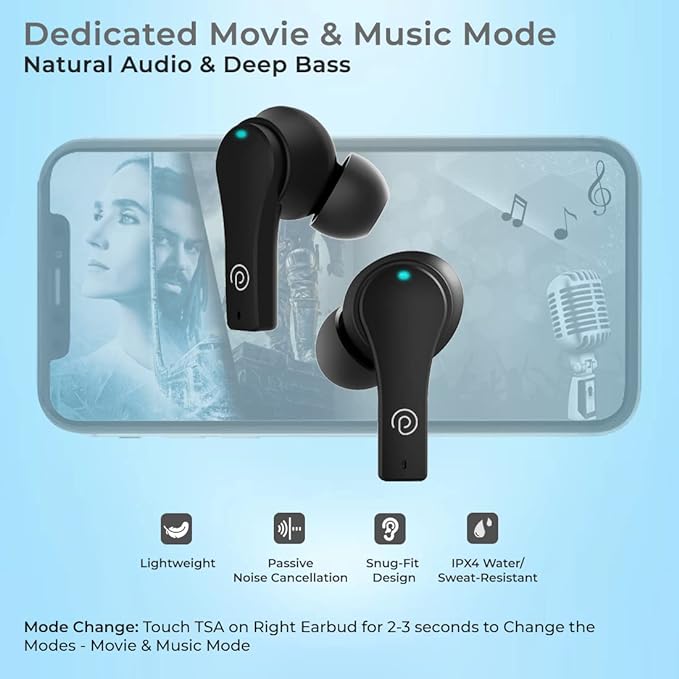 Dedicated Movie & Music Mode
Natural Audio & Deep Bass
Lightweight
Passive
Noise Cancellation
Snug-Fit
Design
IPX4 Water/
Sweat-Resistant
Mode Change: Touch TSA on Right Earbud for 2-3 seconds to Change the
Modes - Movie & Music Mode